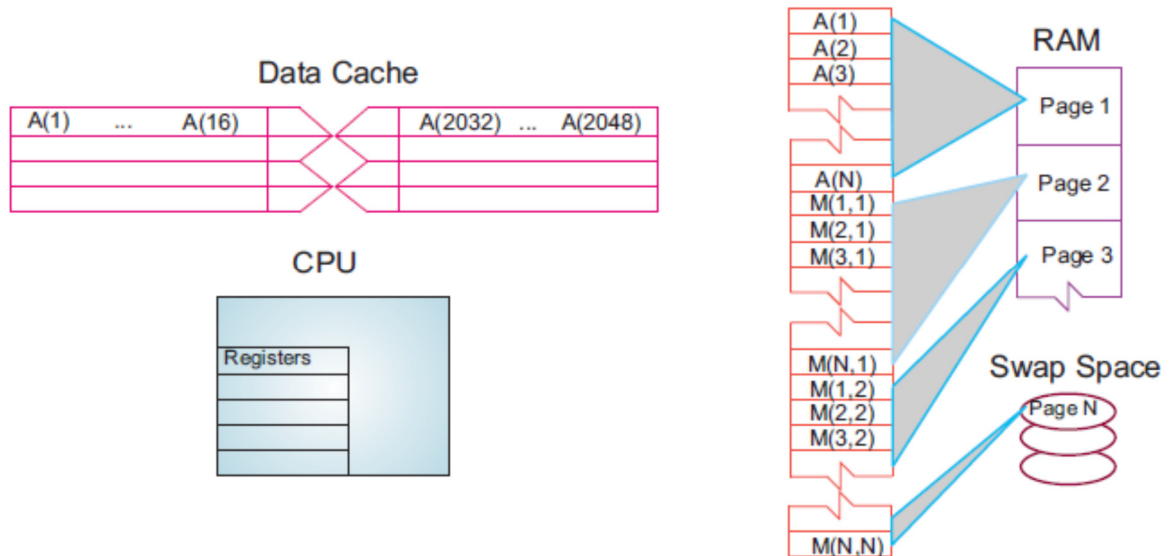 Data Cache
A(1) ... A(16) A(2032) ... A(2048)
CPU
Registers
A(1)
A(2)
A(3)
A(N)
M(1,1)
M(2,1)
M(3,1)
M(N,1)
M(1,2)
M(2,2)
M(3,2)
M(N,N)
RAM
Page 1
Page 2
Page 3
Swap Space
Page N